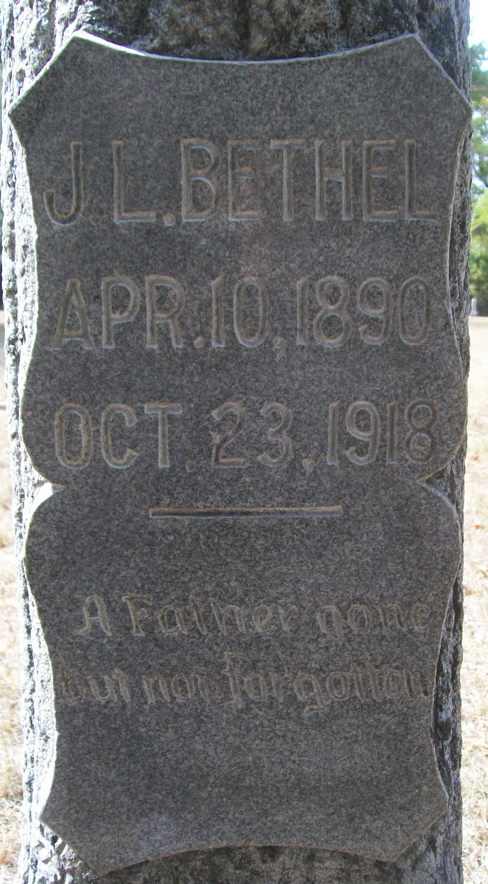 J.L.BETHEL
APR.10.1890
OCT.23.1918
A Father gone
but not forgotten